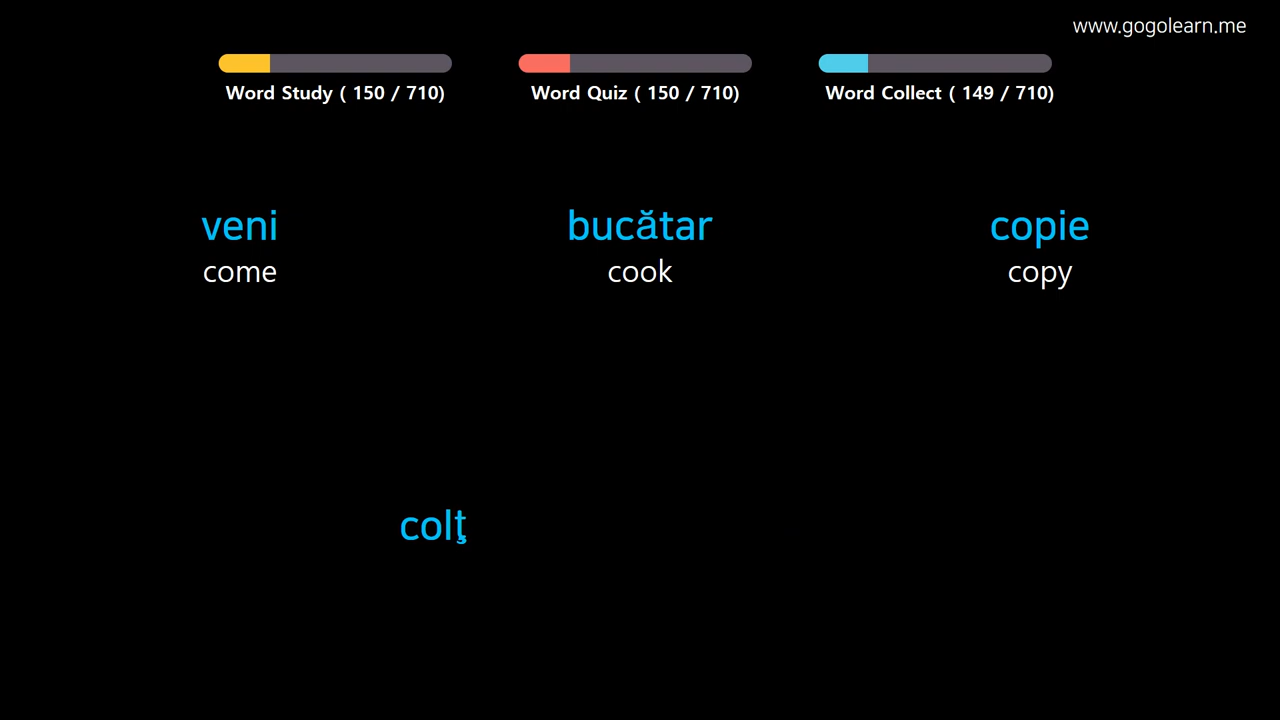 www.gogolearn.me
Word Study ( 150 / 710) Word Quiz ( 150 / 710) Word Collect ( 149 / 710)
veni bucătar copie
come cook copy
colţ